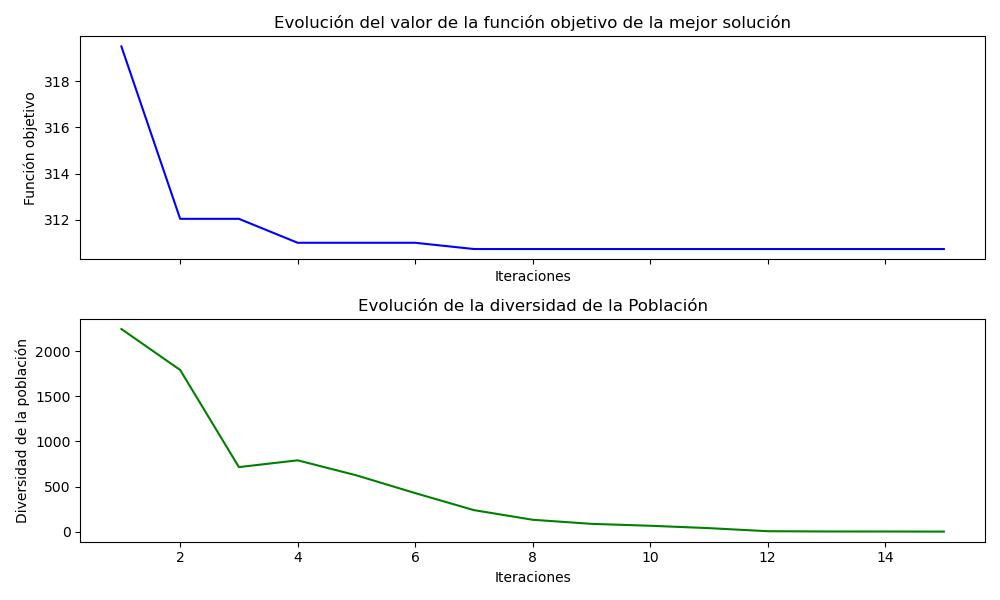 Evolución del valor de la función objetivo de la mejor solución
318
316
314
312
Función objetivo
Iteraciones
Evolución de la diversidad de la Población
2000
1500
1000
500
0
Diversidad de la población
2 4 6 8 10 12 14
Iteraciones